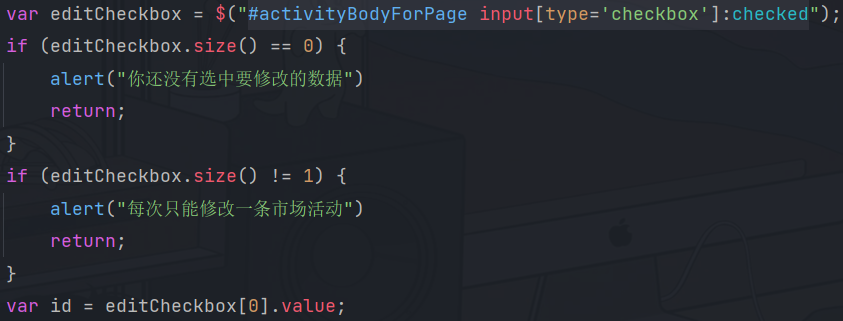 var editCheckbox = $("#activityBodyForPage input[type='checkbox']:checked");
if (editCheckbox.size() == 0) {
    alert("你还没有选中要修改的数据")
    return;
}
if (editCheckbox.size() != 1) {
    alert("每次只能修改一条市场活动")
    return;
}
var id = editCheckbox[0].value;